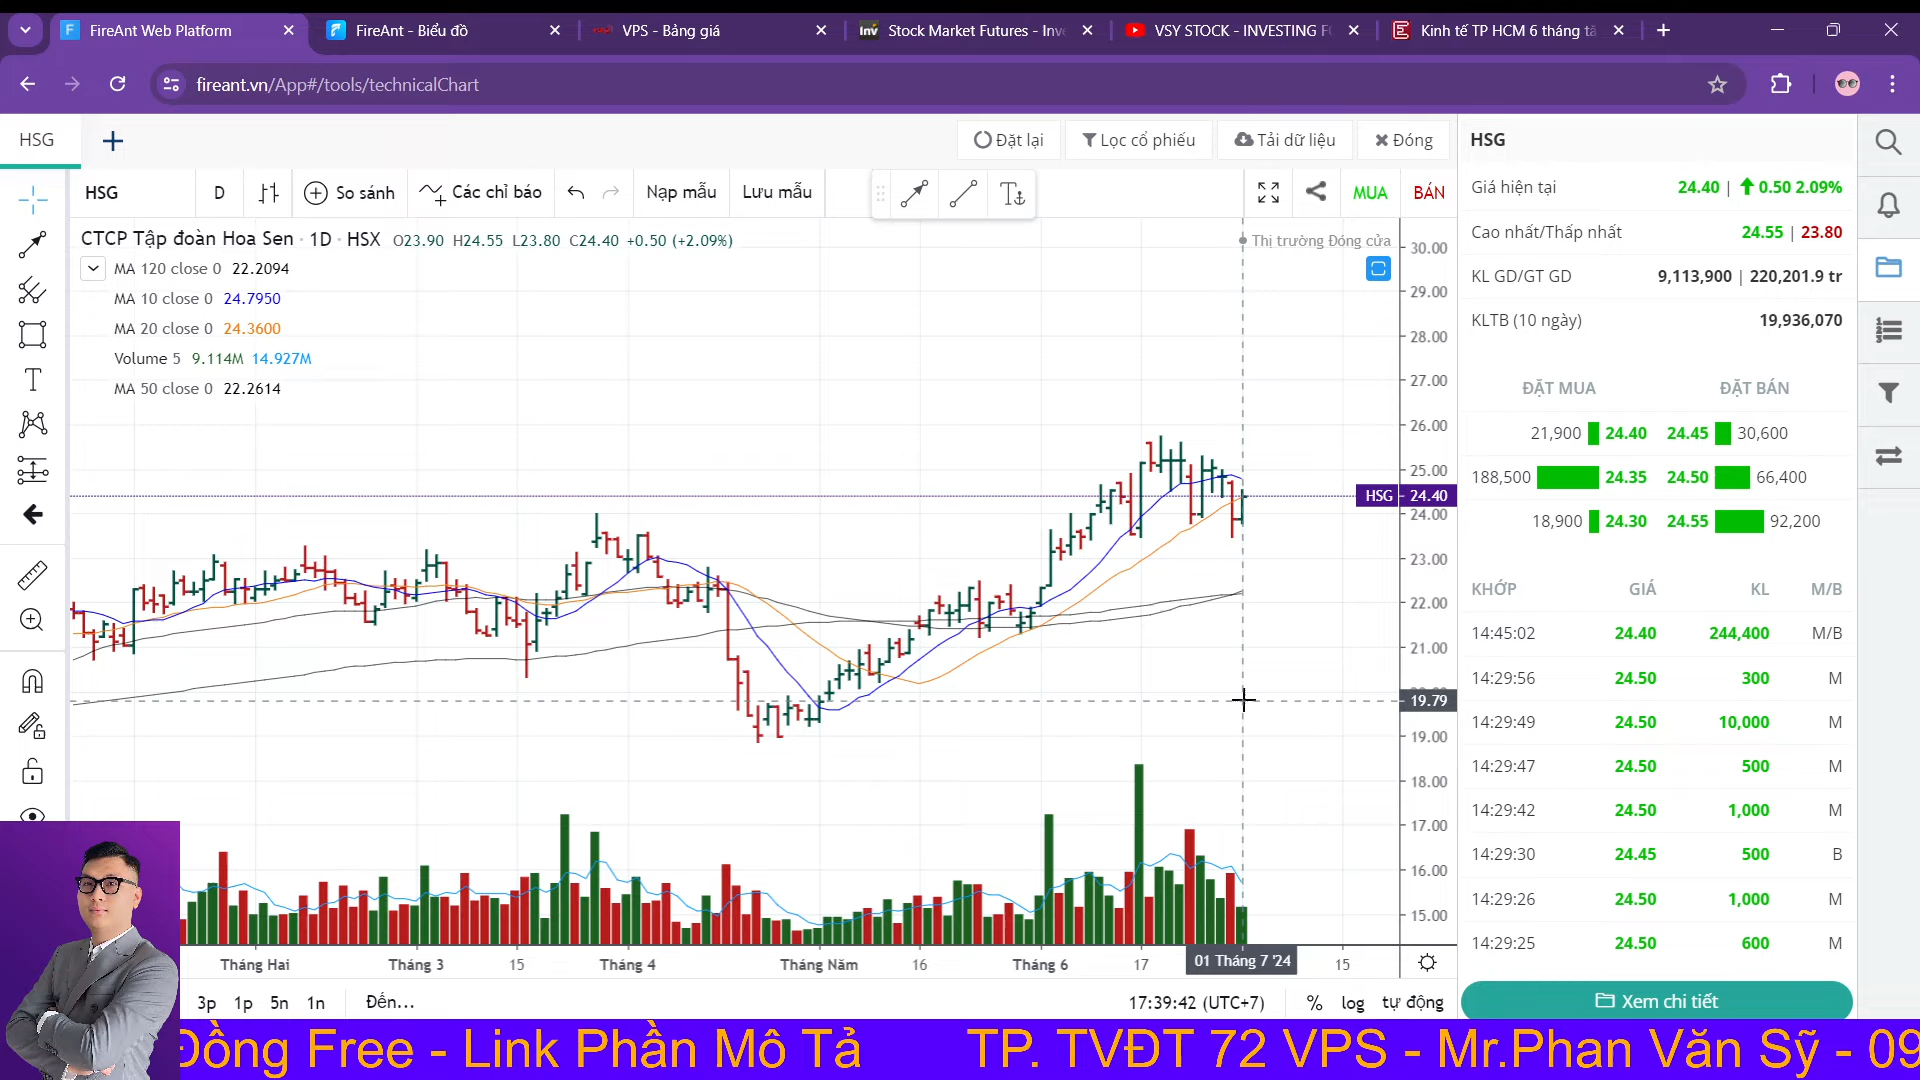 FireAnt Web Platform
FireAnt - Biểu đồ
VPS - Bảng giá
Stock Market Futures - Inve
VSY STOCK - INVESTING F
Kinh tế TP HCM 6 tháng tă
fireant.vn/App#/tools/technicalChart
HSG
Đặt lại
Lọc cổ phiếu
Tải dữ liệu
Đóng
HSG
HSG
D
So sánh
Các chỉ báo
Nạp mẫu
Lưu mẫu
MUA
BÁN
CTCP Tập đoàn Hoa Sen · 1D · HSX O23.90 H24.55 L23.80 C24.40 +0.50 (+2.09%)
Thị trường Đóng cửa
MA 120 close 0 22.2094
MA 10 close 0 24.7950
MA 20 close 0 24.3600
Volume 5 9.114M 14.927M
MA 50 close 0 22.2614
30.00
29.00
28.00
27.00
26.00
25.00
HSG 24.40
24.00
23.00
22.00
21.00
19.79
19.00
18.00
17.00
16.00
15.00
Tháng Hai
Tháng 3
15
Tháng 4
Tháng Năm
16
Tháng 6
17
01 Tháng 7 '24
15
3p 1p 5n 1n Đến...
17:39:42 (UTC+7) % log tự động
Giá hiện tại 24.40 | 0.50 2.09%
Cao nhất/Thấp nhất 24.55 | 23.80
KL GD/GT GD 9,113,900 | 220,201.9 tr
KLTB (10 ngày) 19,936,070
ĐẶT MUA ĐẶT BÁN
21,900 24.40 24.45 30,600
188,500 24.35 24.50 66,400
18,900 24.30 24.55 92,200
KHỚP GIÁ KL M/B
14:45:02 24.40 244,400 M/B
14:29:56 24.50 300 M
14:29:49 24.50 10,000 M
14:29:47 24.50 500 M
14:29:42 24.50 1,000 M
14:29:30 24.45 500 B
14:29:26 24.50 1,000 M
14:29:25 24.50 600 M
Xem chi tiết
Đồng Free - Link Phần Mô Tả TP. TVĐT 72 VPS - Mr.Phan Văn Sỹ - 09